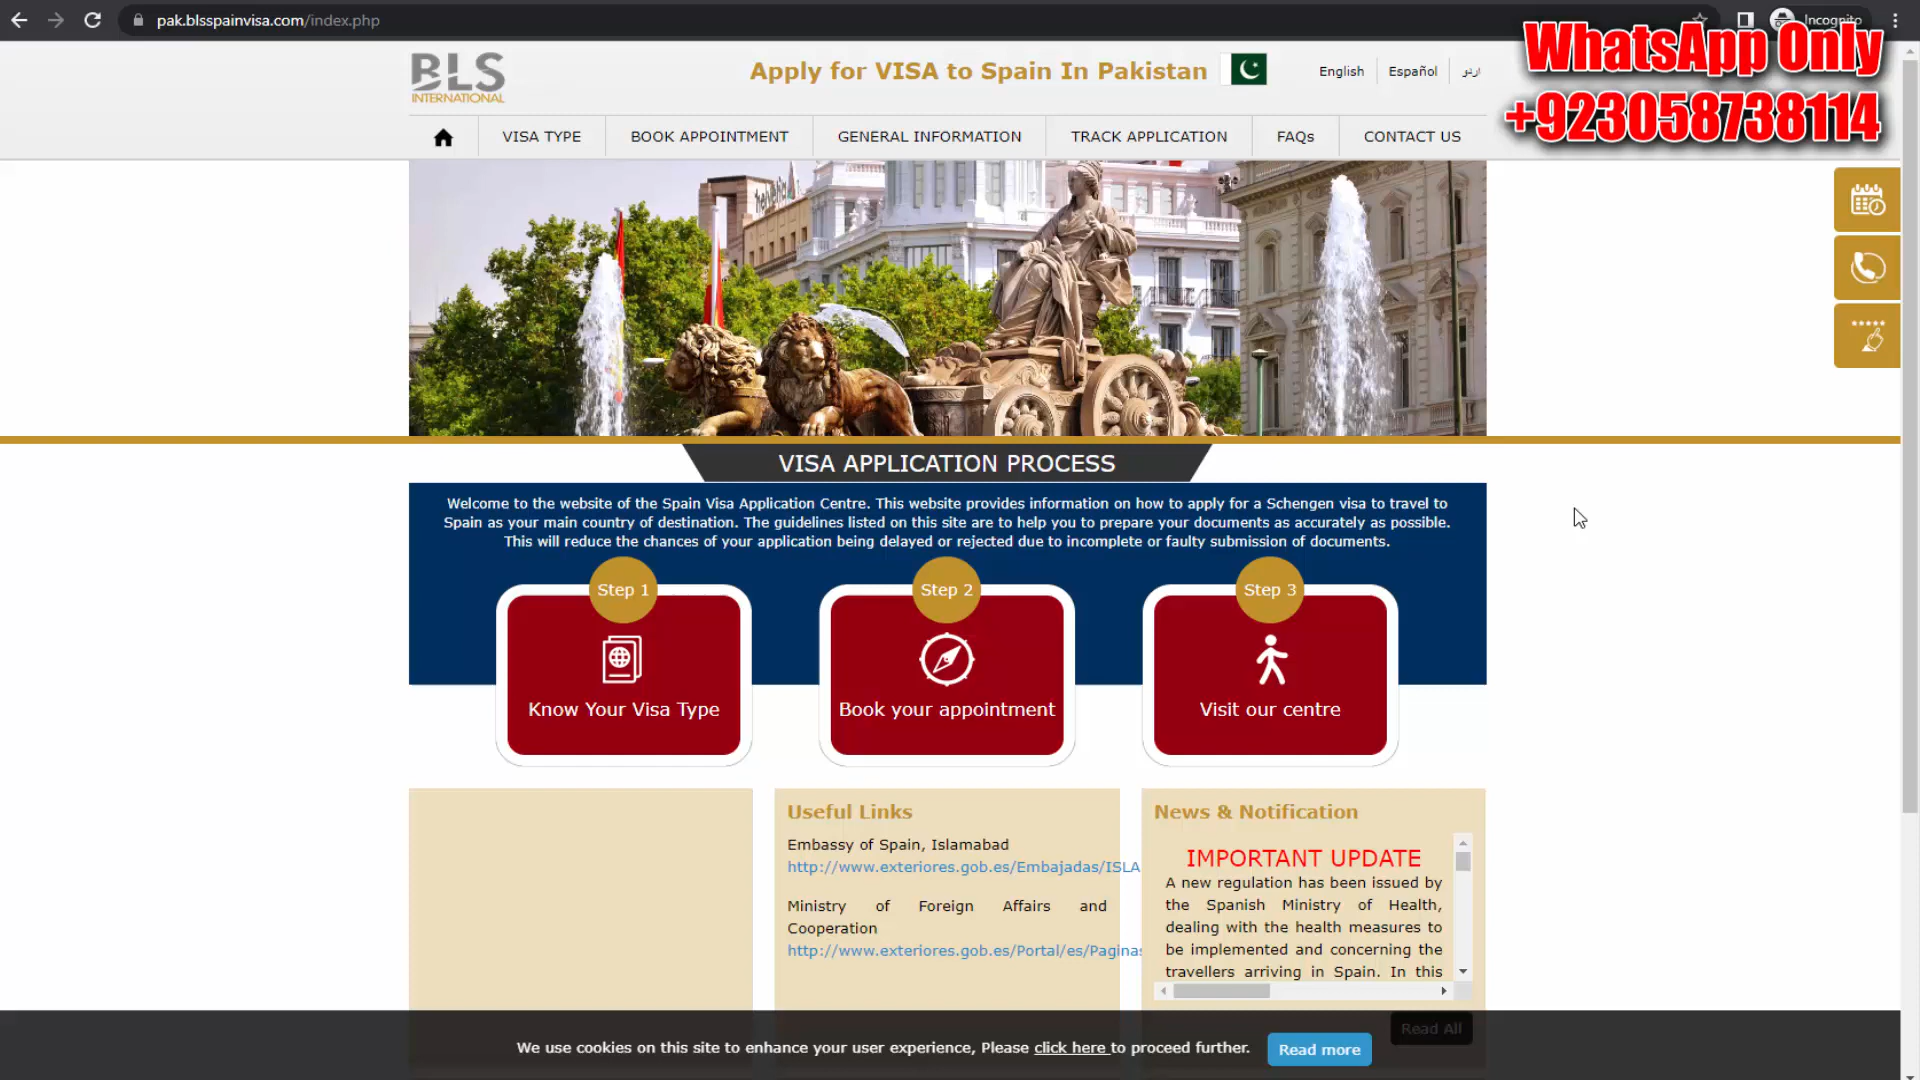 pak.blsspainvisa.com/index.php
Incognito
WhatsApp Only
+923058738114
BLS
INTERNATIONAL
Apply for VISA to Spain In Pakistan
English
Español
اردو
VISA TYPE
BOOK APPOINTMENT
GENERAL INFORMATION
TRACK APPLICATION
FAQs
CONTACT US
VISA APPLICATION PROCESS
Welcome to the website of the Spain Visa Application Centre. This website provides information on how to apply for a Schengen visa to travel to
Spain as your main country of destination. The guidelines listed on this site are to help you to prepare your documents as accurately as possible.
This will reduce the chances of your application being delayed or rejected due to incomplete or faulty submission of documents.
Step 1
Know Your Visa Type
Step 2
Book your appointment
Step 3
Visit our centre
Useful Links
Embassy of Spain, Islamabad
http://www.exteriores.gob.es/Embajadas/ISLA
Ministry of Foreign Affairs and
Cooperation
http://www.exteriores.gob.es/Portal/es/Paginas
News & Notification
IMPORTANT UPDATE
A new regulation has been issued by
the Spanish Ministry of Health,
dealing with the health measures to
be implemented and concerning the
travellers arriving in Spain. In this
Read All
We use cookies on this site to enhance your user experience, Please click here to proceed further.
Read more